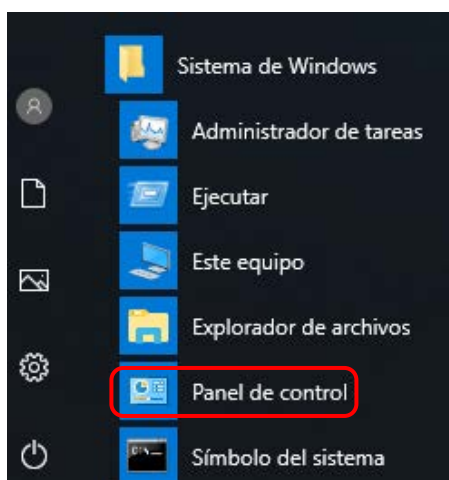 Sistema de Windows
Administrador de tareas
Ejecutar
Este equipo
Explorador de archivos
Panel de control
Símbolo del sistema